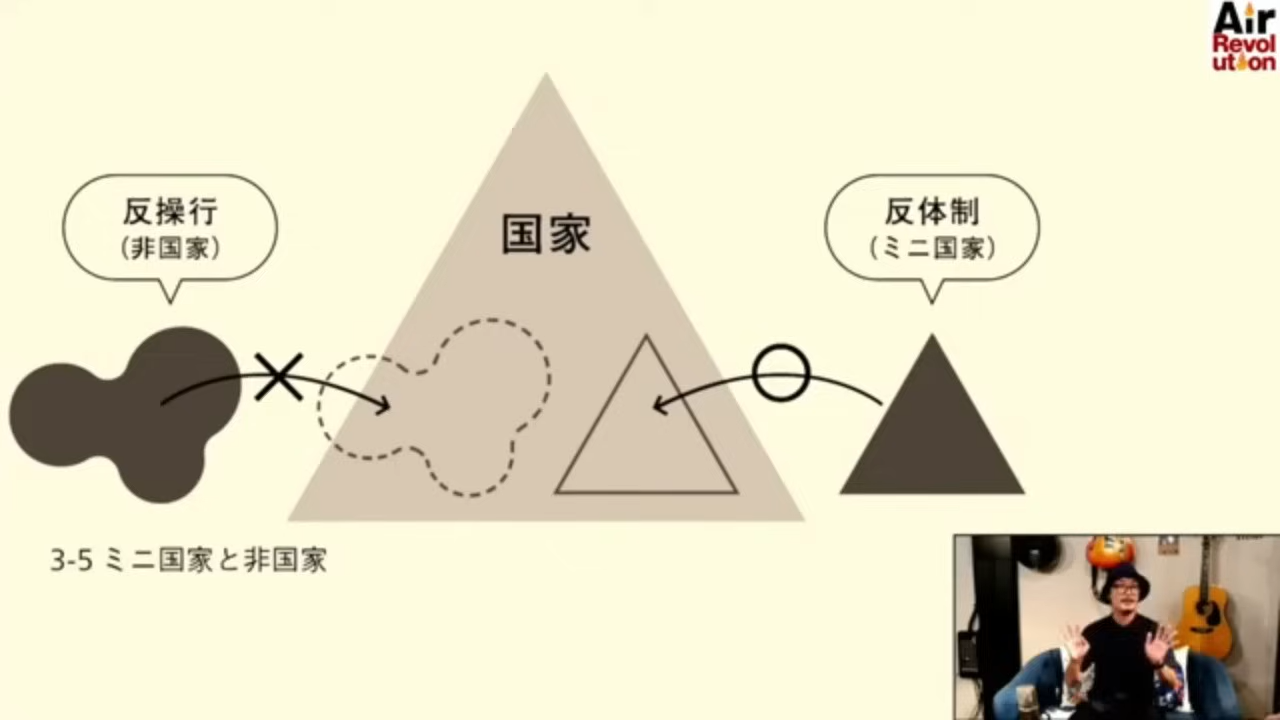 Air
Revol
ution
国家
反操行
(非国家)
反体制
(ミニ国家)
3-5 ミニ国家と非国家